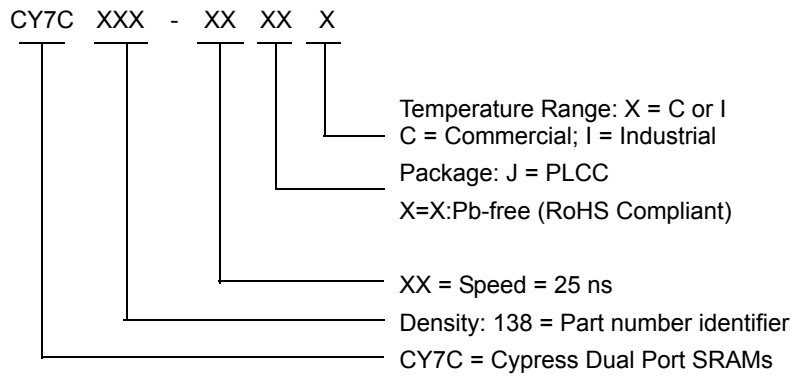 CY7C XXX - XX XX X
Temperature Range: X = C or I
C = Commercial; I = Industrial
Package: J = PLCC
X=X:Pb-free (RoHS Compliant)
XX = Speed = 25 ns
Density: 138 = Part number identifier
CY7C = Cypress Dual Port SRAMs